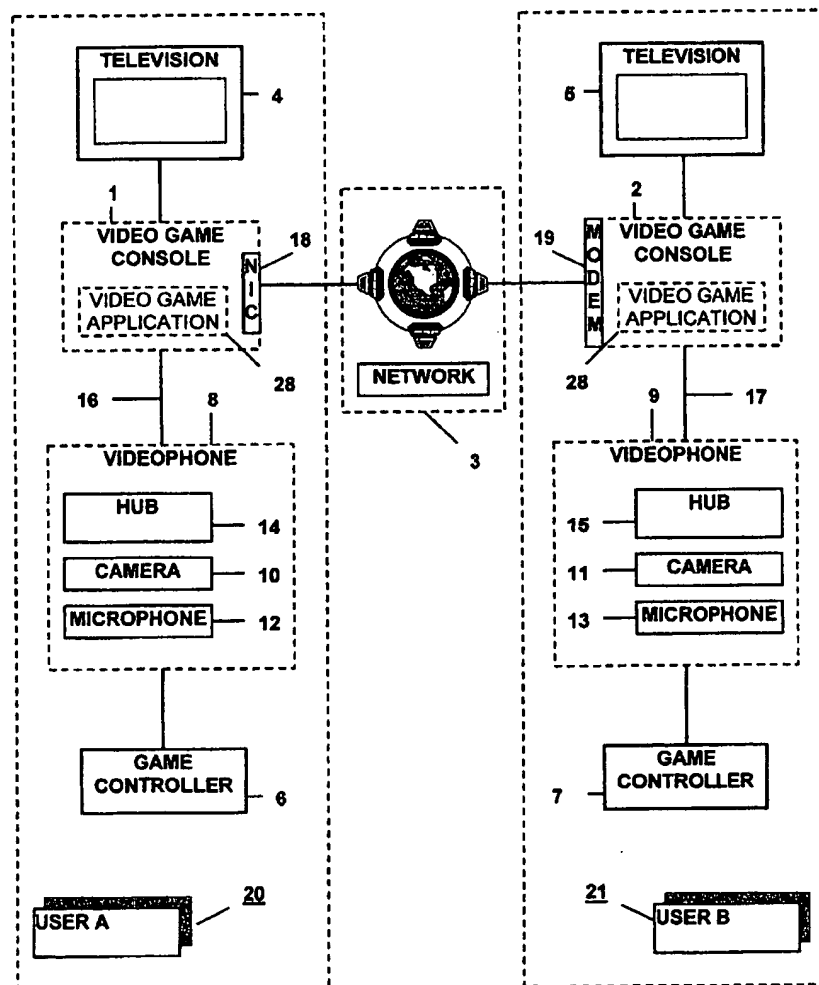 TELEVISION
4
1
VIDEO GAME
CONSOLE
18
NIC
VIDEO GAME
APPLICATION
28
16
8
VIDEOPHONE
HUB
14
CAMERA
10
MICROPHONE
12
GAME
CONTROLLER
6
USER A
20
NETWORK
3
TELEVISION
5
2
VIDEO GAME
CONSOLE
19
MODEM
VIDEO GAME
APPLICATION
28
17
9
VIDEOPHONE
HUB
15
CAMERA
11
MICROPHONE
13
GAME
CONTROLLER
7
21
USER B